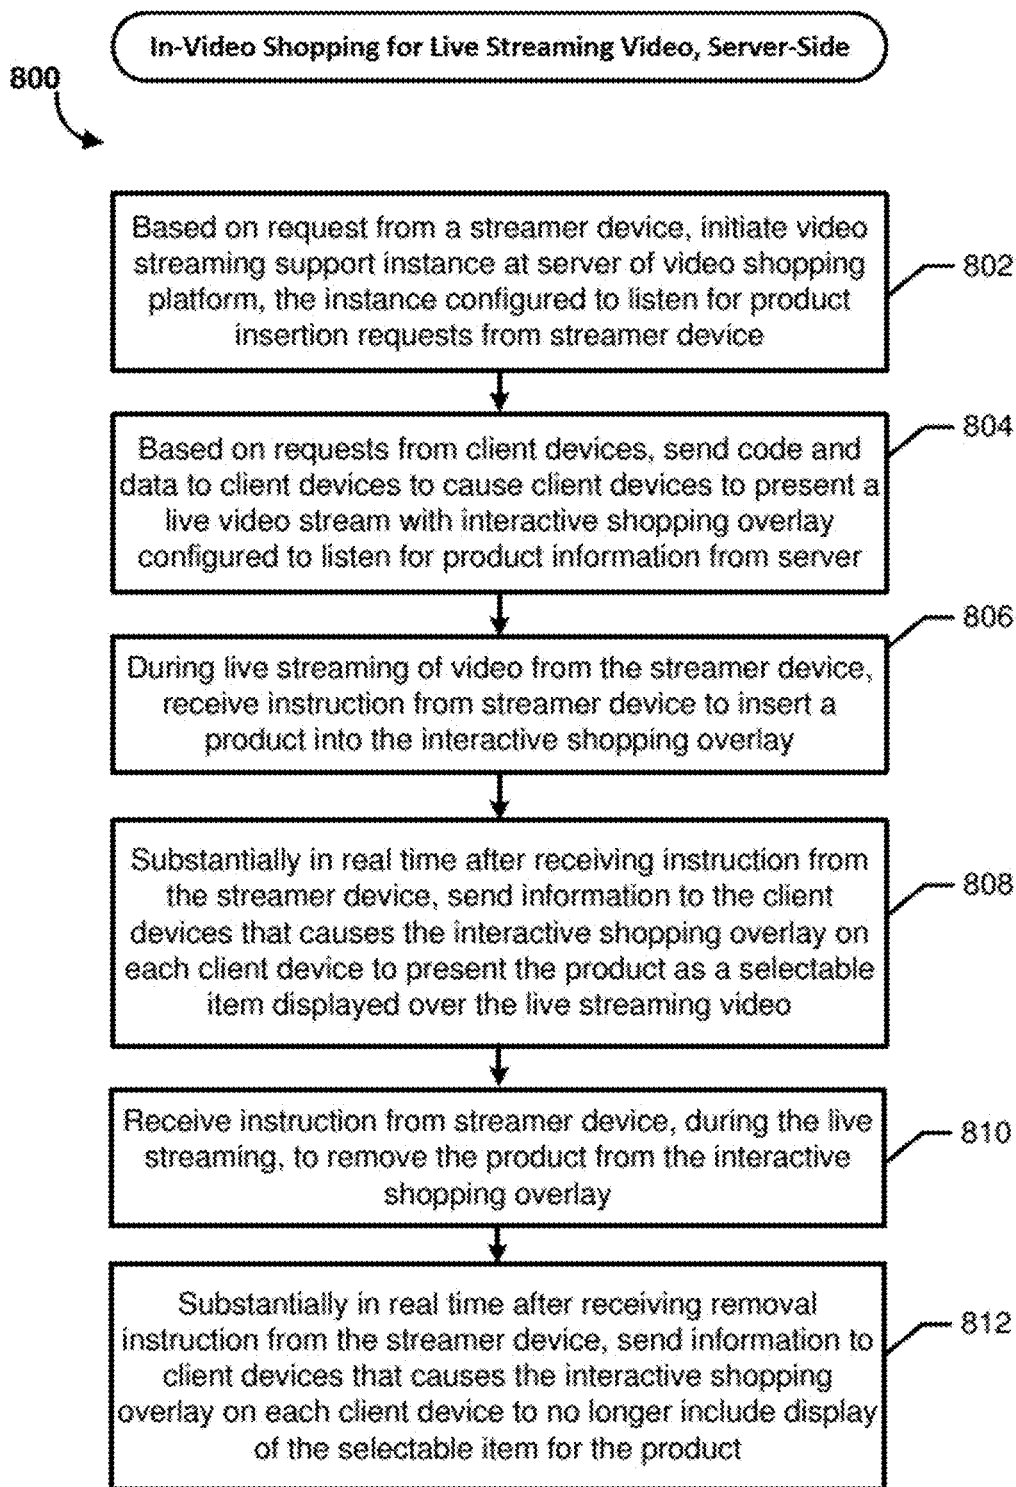 In-Video Shopping for Live Streaming Video, Server-Side
800
Based on request from a streamer device, initiate video
streaming support instance at server of video shopping
platform, the instance configured to listen for product
insertion requests from streamer device
802
Based on requests from client devices, send code and
data to client devices to cause client devices to present a
live video stream with interactive shopping overlay
configured to listen for product information from server
804
During live streaming of video from the streamer device,
receive instruction from streamer device to insert a
product into the interactive shopping overlay
806
Substantially in real time after receiving instruction from
the streamer device, send information to the client
devices that causes the interactive shopping overlay on
each client device to present the product as a selectable
item displayed over the live streaming video
808
Receive instruction from streamer device, during the live
streaming, to remove the product from the interactive
shopping overlay
810
Substantially in real time after receiving removal
instruction from the streamer device, send information to
client devices that causes the interactive shopping
overlay on each client device to no longer include display
of the selectable item for the product
812